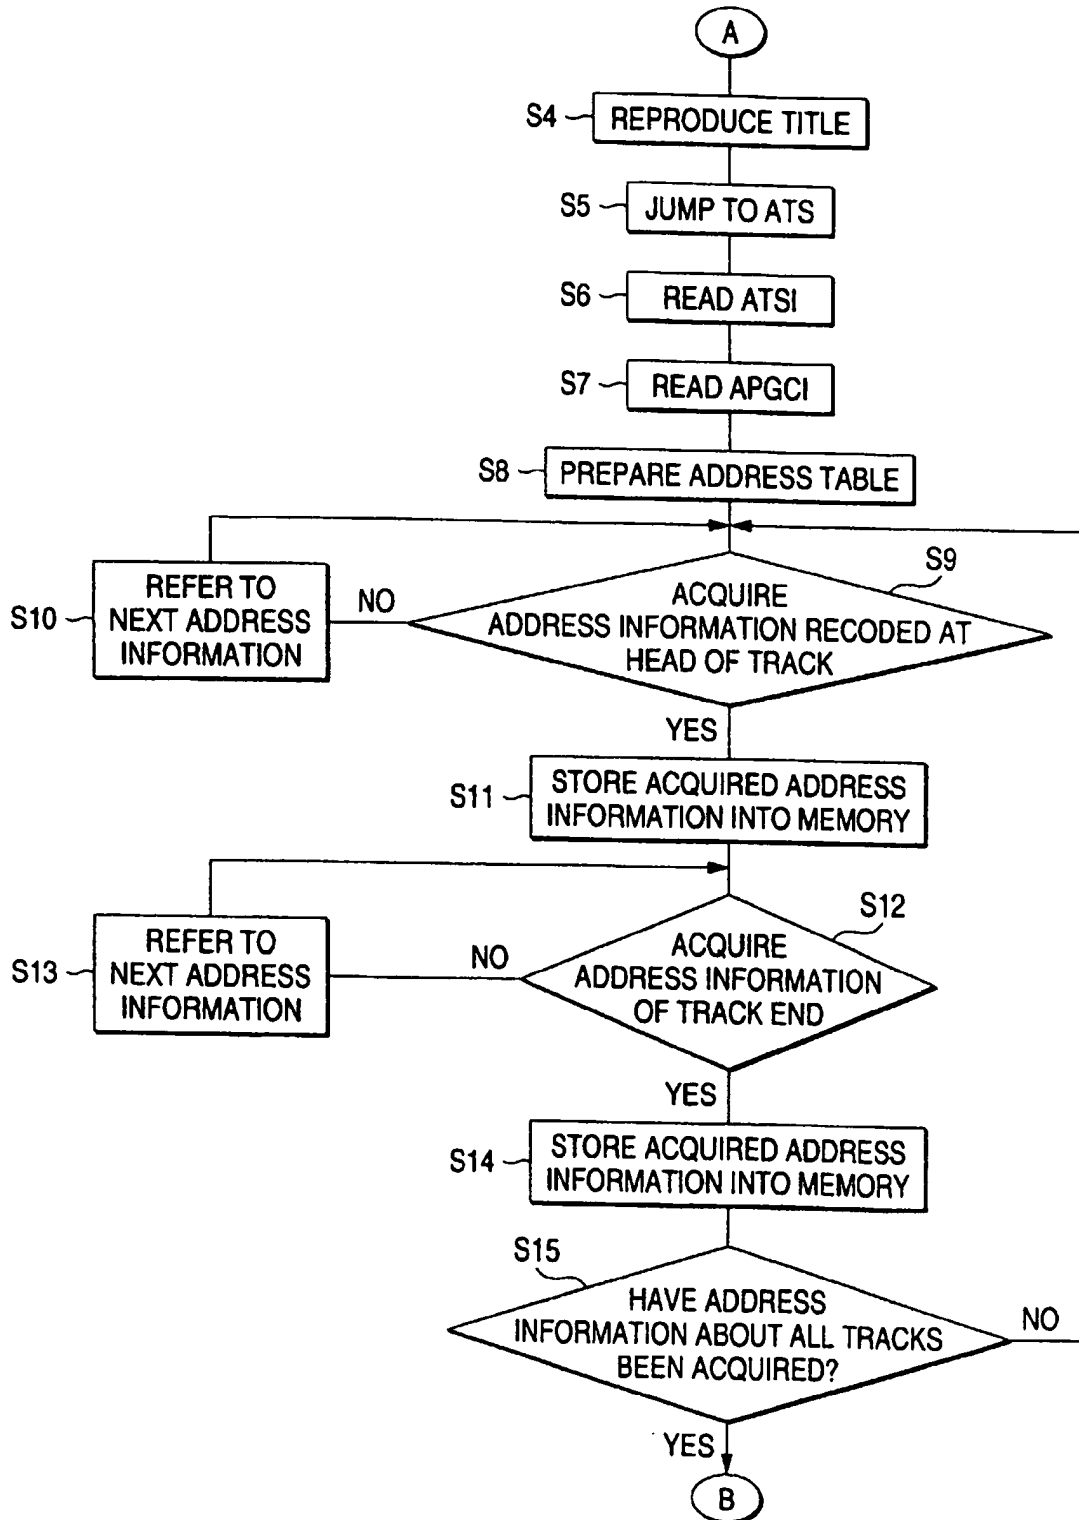 A
S4
REPRODUCE TITLE
S5
JUMP TO ATS
S6
READ ATSI
S7
READ APGCI
S8
PREPARE ADDRESS TABLE
S9
ACQUIRE
ADDRESS INFORMATION RECODED AT
HEAD OF TRACK
NO
S10
REFER TO
NEXT ADDRESS
INFORMATION
YES
S11
STORE ACQUIRED ADDRESS
INFORMATION INTO MEMORY
S12
ACQUIRE
ADDRESS INFORMATION
OF TRACK END
NO
S13
REFER TO
NEXT ADDRESS
INFORMATION
YES
S14
STORE ACQUIRED ADDRESS
INFORMATION INTO MEMORY
S15
HAVE ADDRESS
INFORMATION ABOUT ALL TRACKS
BEEN ACQUIRED?
NO
YES
B